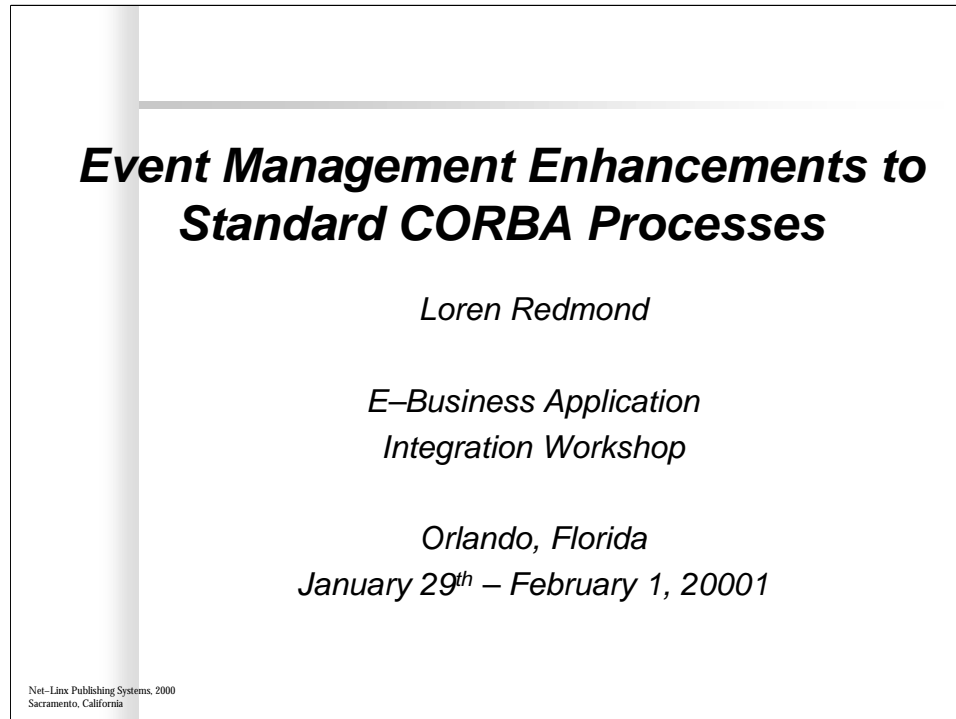 Event Management Enhancements to
Standard CORBA Processes
Loren Redmond
E–Business Application
Integration Workshop
Orlando, Florida
January 29th – February 1, 20001
Net–Linx Publishing Systems, 2000
Sacramento, California